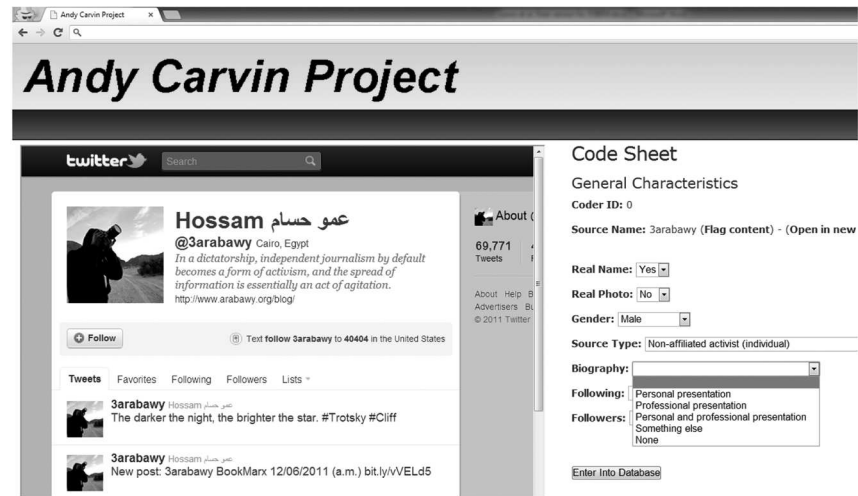 Andy Carvin Project
Andy Carvin Project
twitter
Search
Hossam عمو حسام
@3arabawy Cairo, Egypt
In a dictatorship, independent journalism by default
becomes a form of activism, and the spread of
information is essentially an act of agitation.
http://www.arabawy.org/blog/
Follow
Text follow 3arabawy to 40404 in the United States
Tweets Favorites Following Followers Lists
3arabawy Hossam عمو حسام
The darker the night, the brighter the star. #Trotsky #Cliff
3arabawy Hossam عمو حسام
New post: 3arabawy BookMarx 12/06/2011 (a.m.) bit.ly/vVELd5
About
69,771
Tweets
About Help B
Advertisers Bu
© 2011 Twitter
Code Sheet
General Characteristics
Coder ID: 0
Source Name: 3arabawy (Flag content) - (Open in new
Real Name: Yes
Real Photo: No
Gender: Male
Source Type: Non-affiliated activist (individual)
Biography:
Personal presentation
Professional presentation
Personal and professional presentation
Something else
None
Following:
Followers:
Enter Into Database